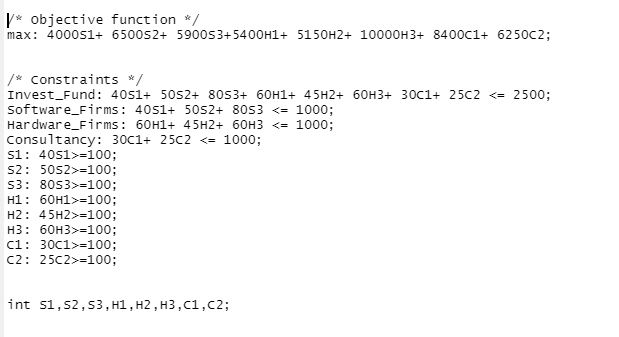 /* Objective function */
max: 4000S1+ 6500S2+ 5900S3+5400H1+ 5150H2+ 10000H3+ 8400C1+ 6250C2;
/* Constraints */
Invest_Fund: 40S1+ 50S2+ 80S3+ 60H1+ 45H2+ 60H3+ 30C1+ 25C2 <= 2500;
Software_Firms: 40S1+ 50S2+ 80S3 <= 1000;
Hardware_Firms: 60H1+ 45H2+ 60H3 <= 1000;
Consultancy: 30C1+ 25C2 <= 1000;
S1: 40S1>=100;
S2: 50S2>=100;
S3: 80S3>=100;
H1: 60H1>=100;
H2: 45H2>=100;
H3: 60H3>=100;
C1: 30C1>=100;
C2: 25C2>=100;
int S1,S2,S3,H1,H2,H3,C1,C2;